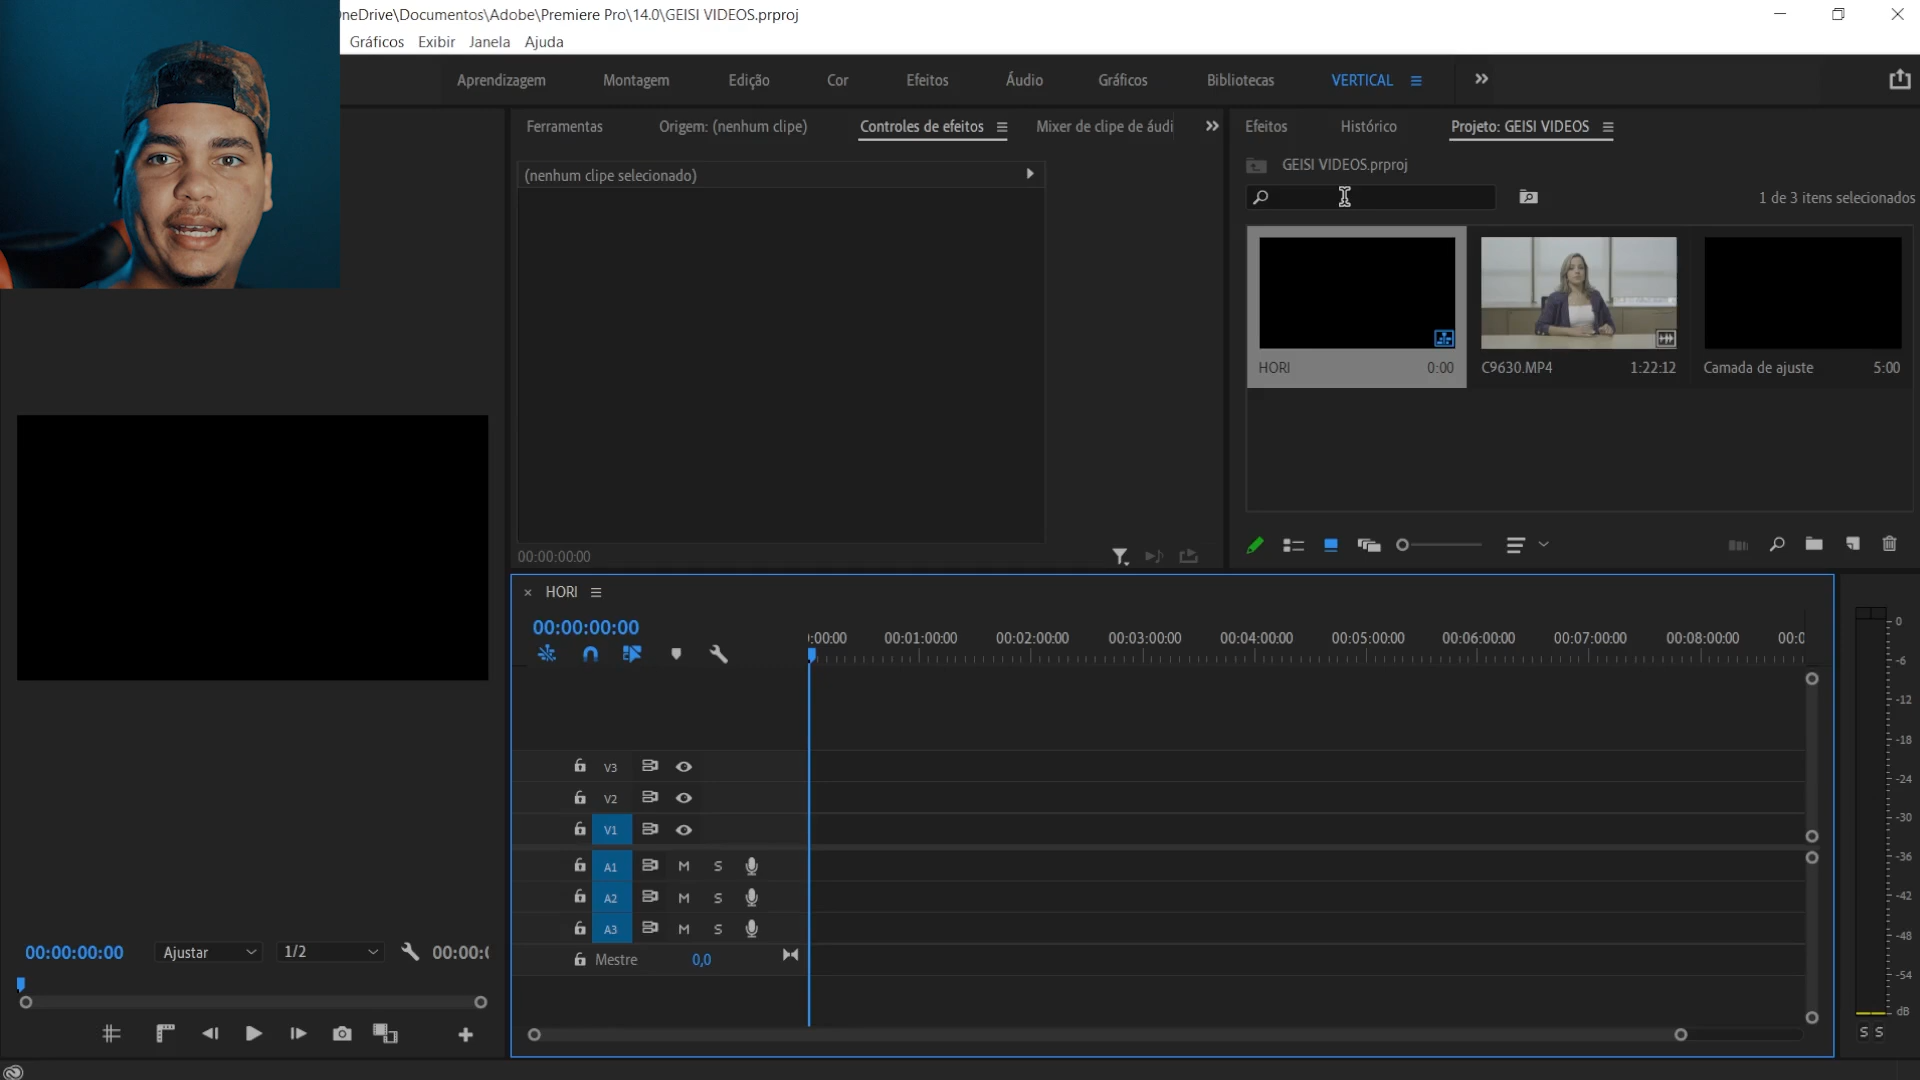 OneDrive\Documentos\Adobe\Premiere Pro\14.0\GEISI VIDEOS.prproj
Gráficos Exibir Janela Ajuda
Aprendizagem Montagem Edição Cor Efeitos Áudio Gráficos Bibliotecas VERTICAL
Ferramentas Origem: (nenhum clipe) Controles de efeitos Mixer de clipe de áudi
(nenhum clipe selecionado)
00:00:00:00
Efeitos Histórico Projeto: GEISI VIDEOS
GEISI VIDEOS.prproj
1 de 3 itens selecionados
HORI 0:00 C9630.MP4 1:22:12 Camada de ajuste 5:00
× HORI
00:00:00:00
:00:00 00:01:00:00 00:02:00:00 00:03:00:00 00:04:00:00 00:05:00:00 00:06:00:00 00:07:00:00 00:08:00:00 00:0
V3
V2
V1
A1 M S
A2 M S
A3 M S
Mestre 0,0
00:00:00:00 Ajustar 1/2 00:00:0
0
-6
-12
-18
-24
-30
-36
-42
-48
-54
dB
S S